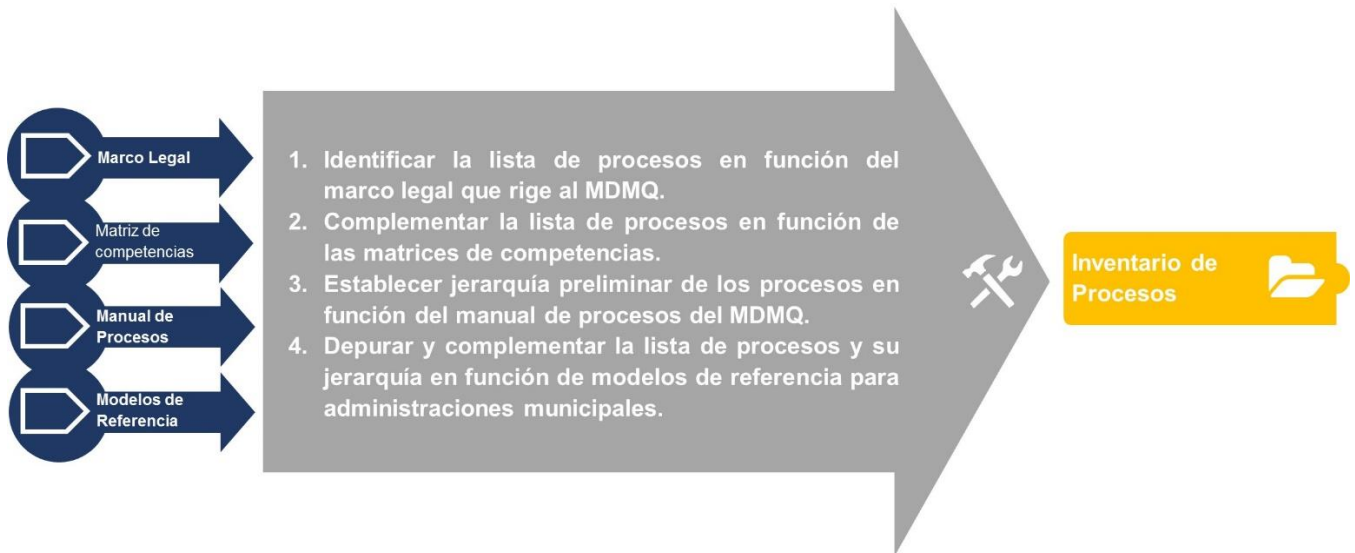 Marco Legal
Matriz de
competencias
Manual de
Procesos
Modelos de
Referencia
1. Identificar la lista de procesos en función del
marco legal que rige al MDMQ.
2. Complementar la lista de procesos en función de
las matrices de competencias.
3. Establecer jerarquía preliminar de los procesos en
función del manual de procesos del MDMQ.
4. Depurar y complementar la lista de procesos y su
jerarquía en función de modelos de referencia para
administraciones municipales.
Inventario de
Procesos